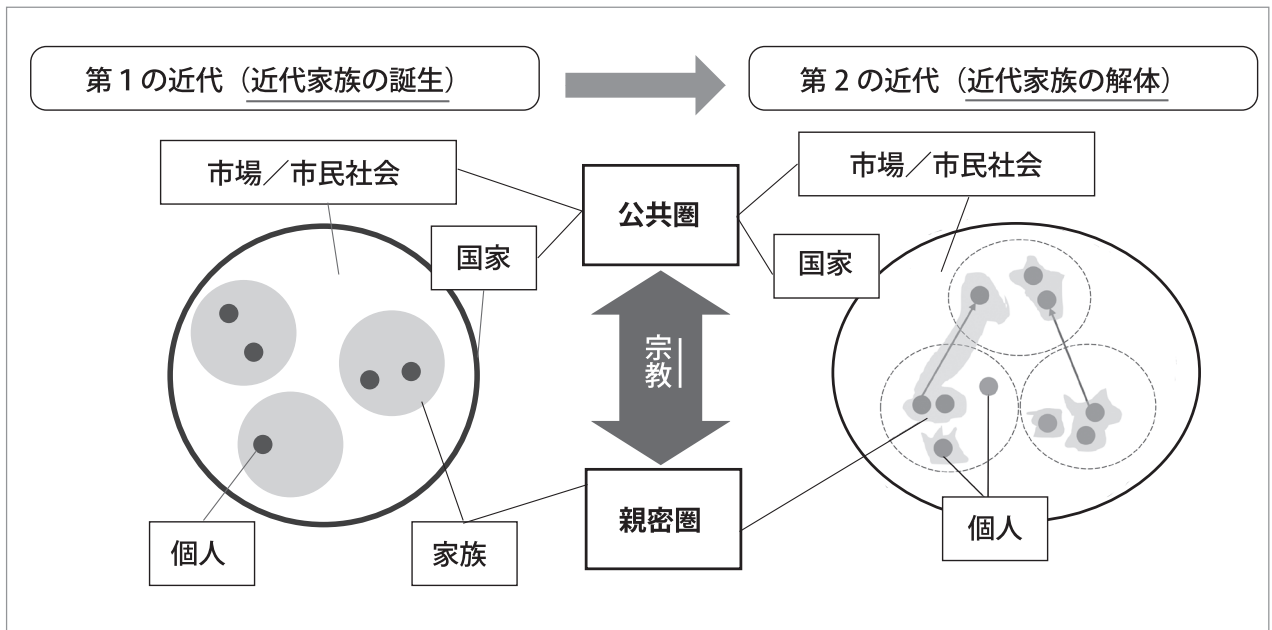 第1の近代（近代家族の誕生）
第2の近代（近代家族の解体）
市場／市民社会
国家
公共圏
市場／市民社会
国家
宗教
個人
家族
親密圏
個人